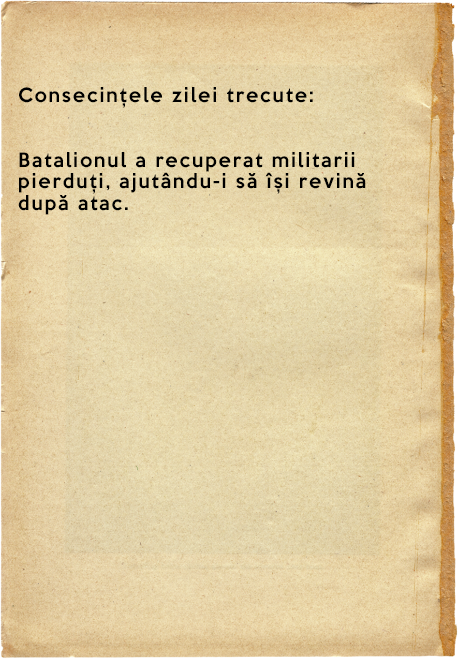 Consecințele zilei trecute:
Batalionul a recuperat militarii
pierduți, ajutându-i să își revină
după atac.